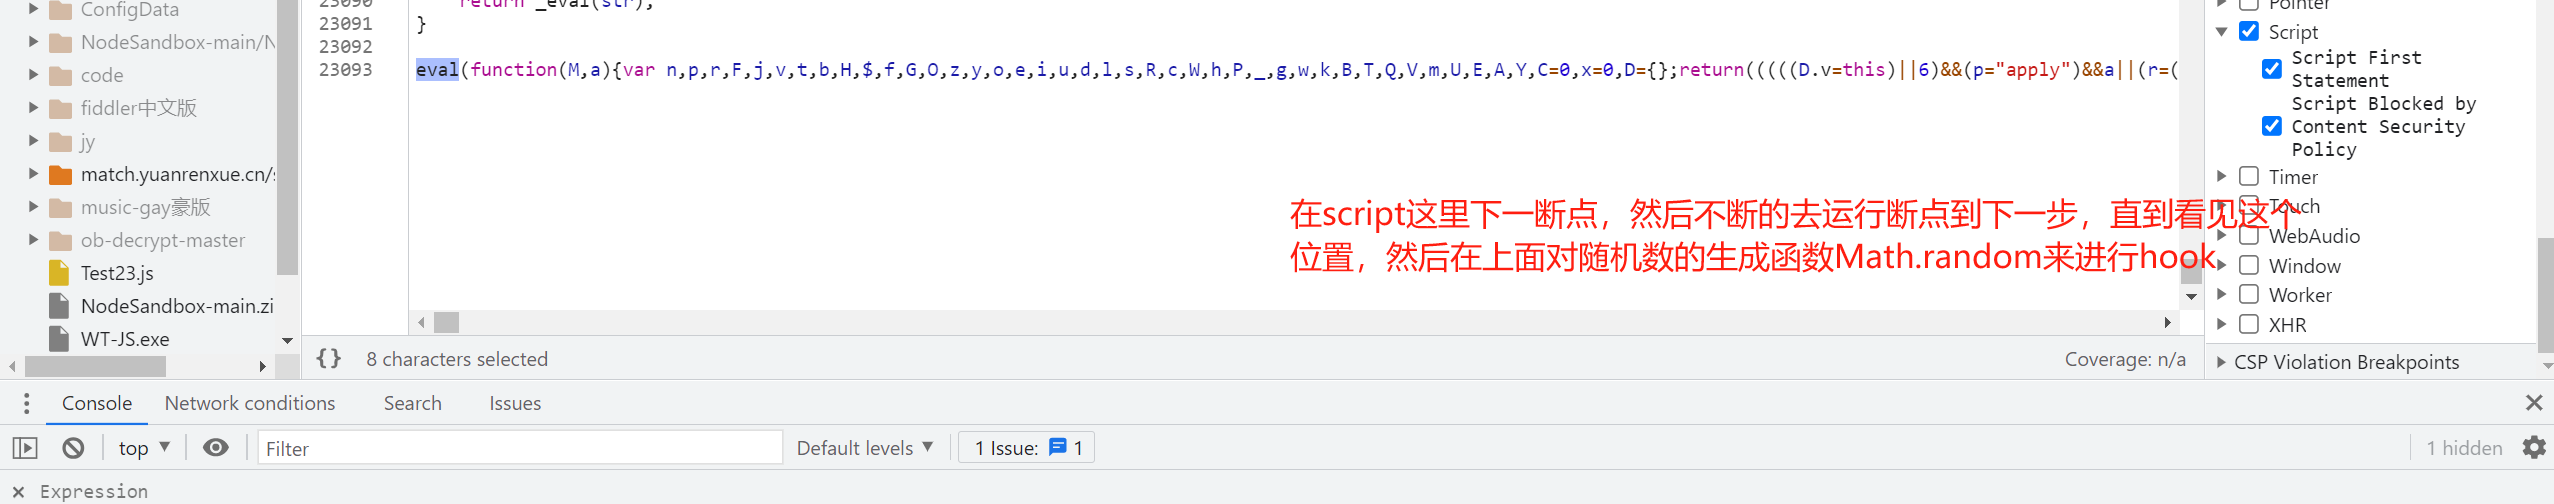 ConfigData
NodeSandbox-main/N
code
fiddler中文版
jy
match.yuanrenxue.cn/s
music-gay豪版
ob-decrypt-master
Test23.js
NodeSandbox-main.zi
WT-JS.exe
23090 return _eval(str);
23091 }
23092
23093 eval(function(M,a){var n,p,r,F,j,v,t,b,H,$,f,G,O,z,y,o,e,i,u,d,l,s,R,c,W,h,P,_,g,w,k,B,T,Q,V,m,U,E,A,Y,C=0,x=0,D={};return(((((D.v=this)||6)&&(p="apply")&&a||(r=(
在script这里下一断点，然后不断的去运行断点到下一步，直到看见这个
位置，然后在上面对随机数的生成函数Math.random来进行hook
{} 8 characters selected
Coverage: n/a
Pointer
Script
Script First
Statement
Script Blocked by
Content Security
Policy
Timer
Touch
WebAudio
Window
Worker
XHR
CSP Violation Breakpoints
Console Network conditions Search Issues
top Filter Default levels 1 Issue: 1 1 hidden
Expression